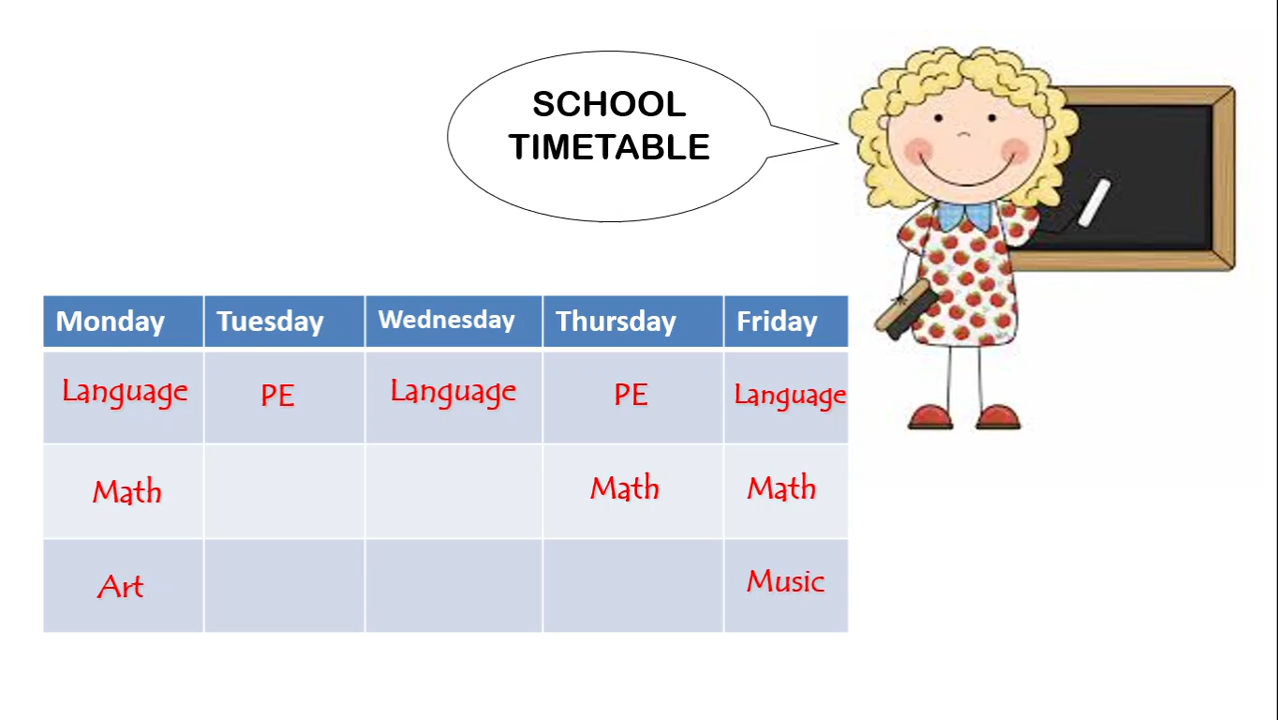 SCHOOL
TIMETABLE
Monday Tuesday Wednesday Thursday Friday
Language PE Language PE Language
Math Math Math
Art Music